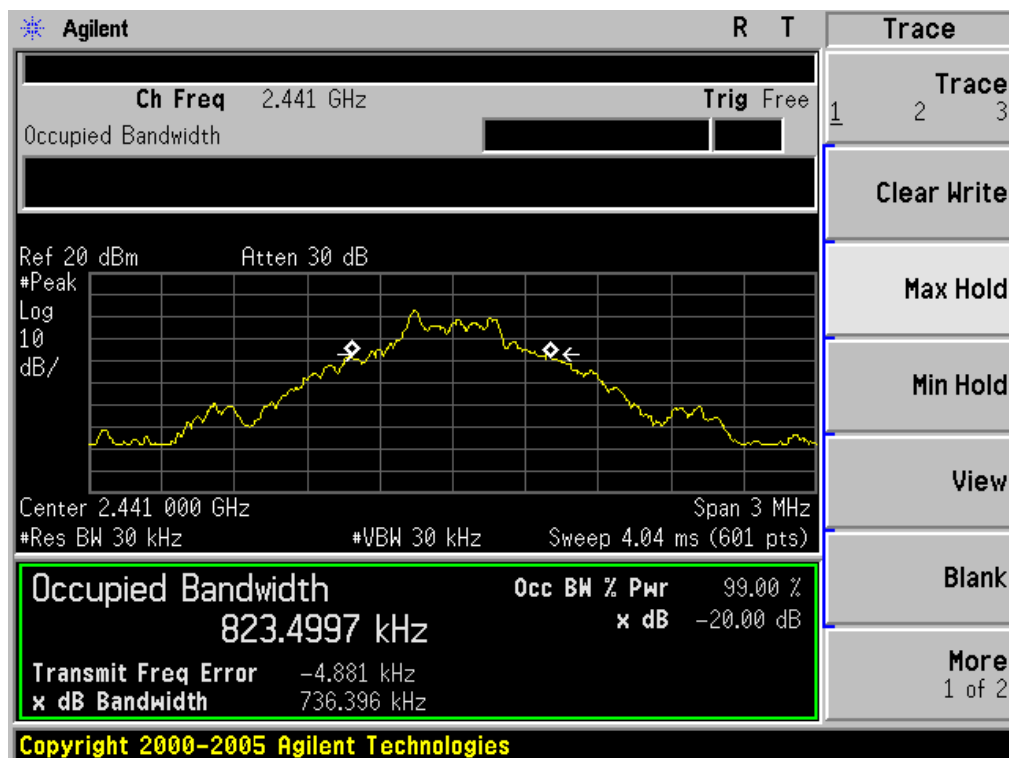 Agilent R T
Ch Freq 2.441 GHz Trig Free
Occupied Bandwidth
Ref 20 dBm Atten 30 dB
#Peak
Log
10
dB/
Center 2.441 000 GHz Span 3 MHz
#Res BW 30 kHz #VBW 30 kHz Sweep 4.04 ms (601 pts)
Occupied Bandwidth Occ BW % Pwr 99.00 %
823.4997 kHz x dB -20.00 dB
Transmit Freq Error -4.881 kHz
x dB Bandwidth 736.396 kHz
Copyright 2000-2005 Agilent Technologies
Trace
Trace
1 2 3
Clear Write
Max Hold
Min Hold
View
Blank
More
1 of 2